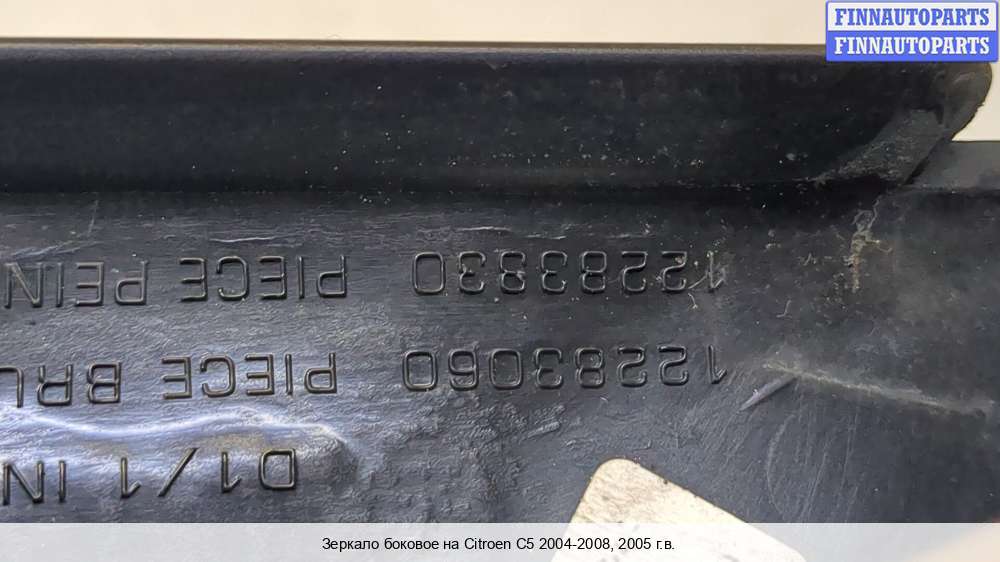 FINNAUTOPARTS
FINNAUTOPARTS
D1/1 IN
12283060 PIECE BRU
12283830 PIECE PEIN
Зеркало боковое на Citroen C5 2004-2008, 2005 г.в.